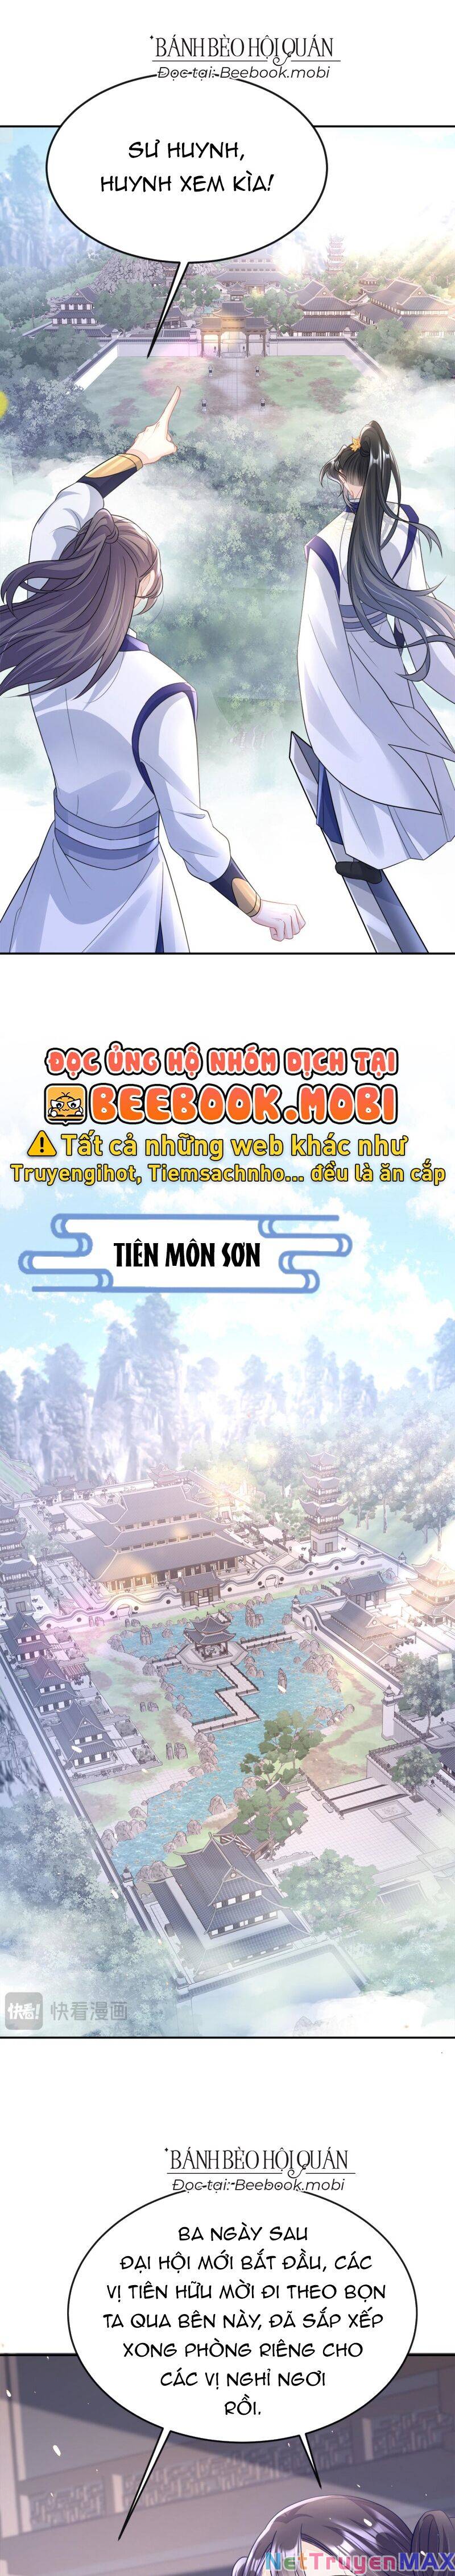 BÁNH BÈO HỘI QUÁN
Đọc tại: Beebook.mobi
SƯ HUYNH,
HUYNH XEM KÌA!
ĐỌC ỦNG HỘ NHÓM DỊCH TẠI
BEEBOOK.MOBI
Tất cả những web khác như
Truyengihot, Tiemsachnho... đều là ăn cắp
TIÊN MÔN SƠN
快看! 快看漫画
BÁNH BÈO HỘI QUÁN
Đọc tại: Beebook.mobi
BA NGÀY SAU
ĐẠI HỘI MỚI BẮT ĐẦU, CÁC
VỊ TIÊN HỮU MỜI ĐI THEO BỌN
TA QUA BÊN NÀY, ĐÃ SẮP XẾP
XONG PHÒNG RIÊNG CHO
CÁC VỊ NGHỈ NGƠI
RỒI.
NetTruyenMAX